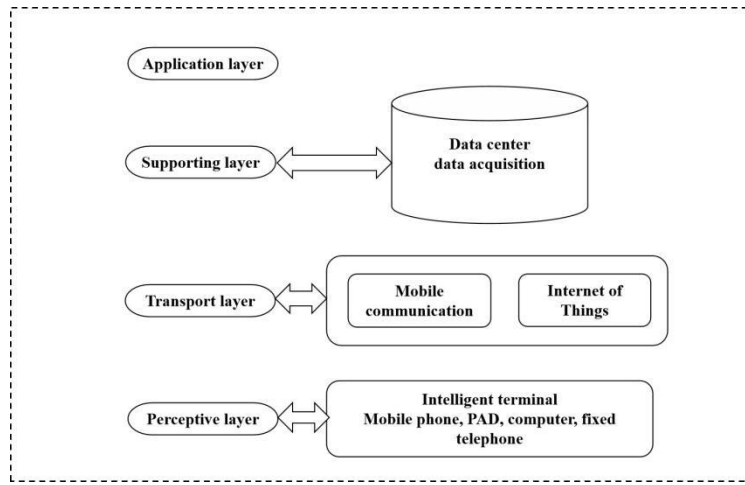 Application layer
Data center
data acquisition
Supporting layer
Transport layer
Mobile
communication
Internet of
Things
Perceptive layer
Intelligent terminal
Mobile phone, PAD, computer, fixed
telephone